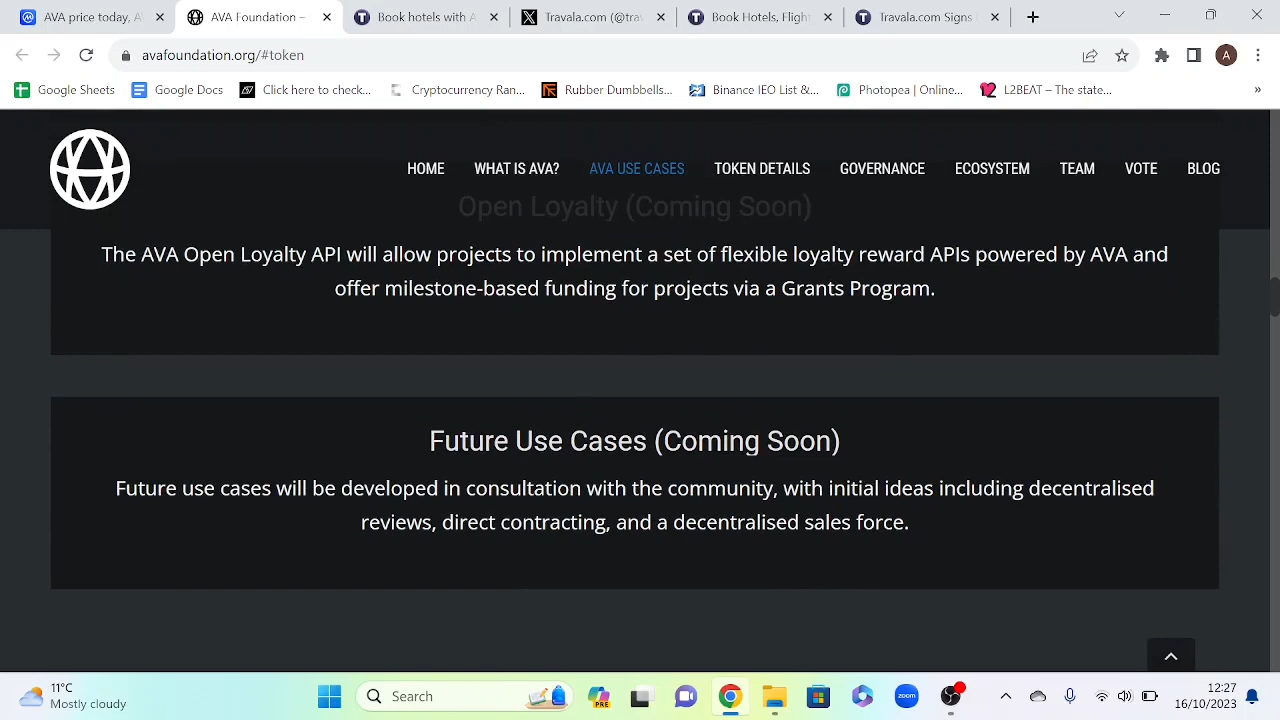 AVA price today, A
AVA Foundation –
Book hotels with A
Travala.com (@trav
Book Hotels, Flight
Travala.com Signs
avafoundation.org/#token
A
Google Sheets
Google Docs
Click here to check...
Cryptocurrency Ran...
Rubber Dumbbells...
Binance IEO List &...
Photopea | Online...
L2BEAT – The state...
»
HOME
WHAT IS AVA?
AVA USE CASES
TOKEN DETAILS
GOVERNANCE
ECOSYSTEM
TEAM
VOTE
BLOG
Open Loyalty (Coming Soon)
The AVA Open Loyalty API will allow projects to implement a set of flexible loyalty reward APIs powered by AVA and
offer milestone-based funding for projects via a Grants Program.
Future Use Cases (Coming Soon)
Future use cases will be developed in consultation with the community, with initial ideas including decentralised
reviews, direct contracting, and a decentralised sales force.
11°C
Mostly cloudy
Search
PRE
zoom
12:27
16/10/2023